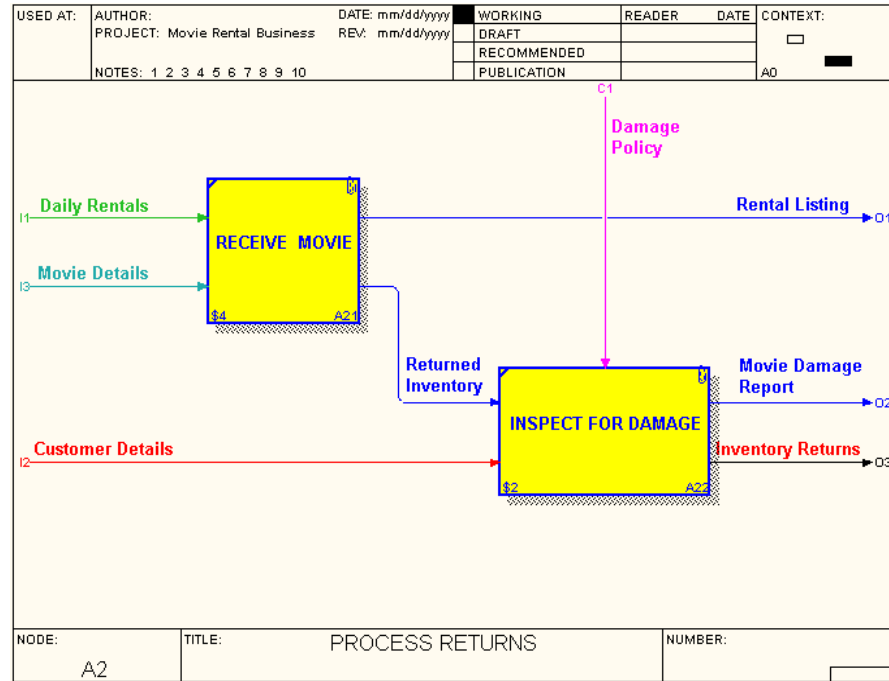 USED AT:
AUTHOR:
DATE: mm/dd/yyyy
WORKING
READER
DATE
CONTEXT:
PROJECT: Movie Rental Business
REV: mm/dd/yyyy
DRAFT
RECOMMENDED
NOTES: 1 2 3 4 5 6 7 8 9 10
PUBLICATION
A0
C1
Damage
Policy
I1
Daily Rentals
Rental Listing
O1
RECEIVE MOVIE
I3
Movie Details
$4
A21
Returned
Inventory
Movie Damage
Report
O2
INSPECT FOR DAMAGE
I2
Customer Details
Inventory Returns
O3
$2
A22
NODE:
TITLE:
PROCESS RETURNS
NUMBER:
A2